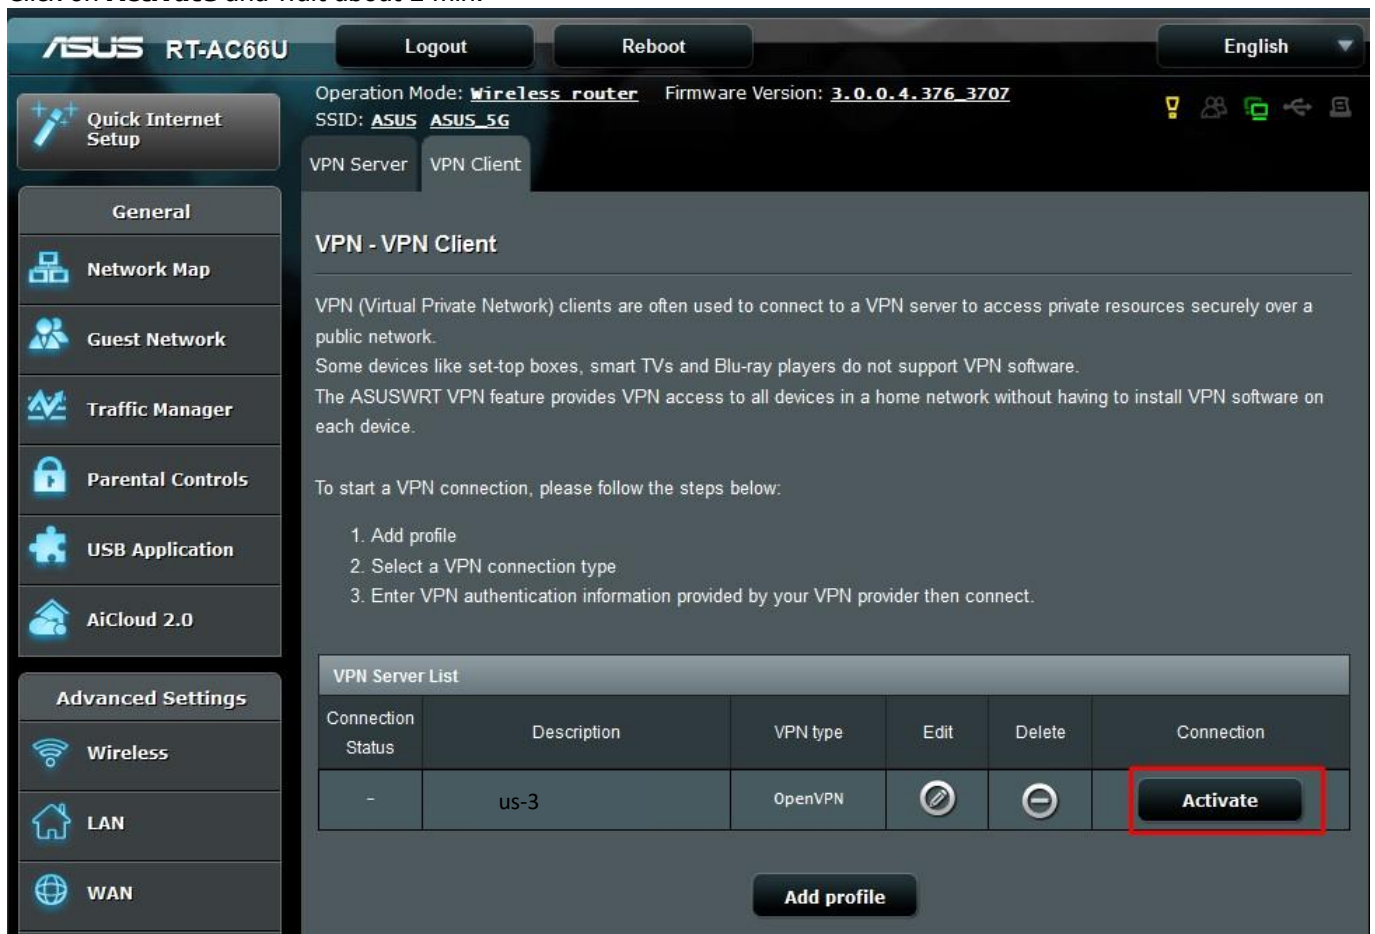 ASUS RT-AC66U Logout Reboot English
Operation Mode: Wireless router Firmware Version: 3.0.0.4.376_3707
SSID: ASUS ASUS_5G
Quick Internet
Setup
VPN Server VPN Client
General
Network Map
Guest Network
Traffic Manager
Parental Controls
USB Application
AiCloud 2.0
Advanced Settings
Wireless
LAN
WAN
VPN - VPN Client
VPN (Virtual Private Network) clients are often used to connect to a VPN server to access private resources securely over a
public network.
Some devices like set-top boxes, smart TVs and Blu-ray players do not support VPN software.
The ASUSWRT VPN feature provides VPN access to all devices in a home network without having to install VPN software on
each device.
To start a VPN connection, please follow the steps below:
1. Add profile
2. Select a VPN connection type
3. Enter VPN authentication information provided by your VPN provider then connect.
VPN Server List
Connection
Status
Description VPN type Edit Delete Connection
- us-3 OpenVPN Activate
Add profile